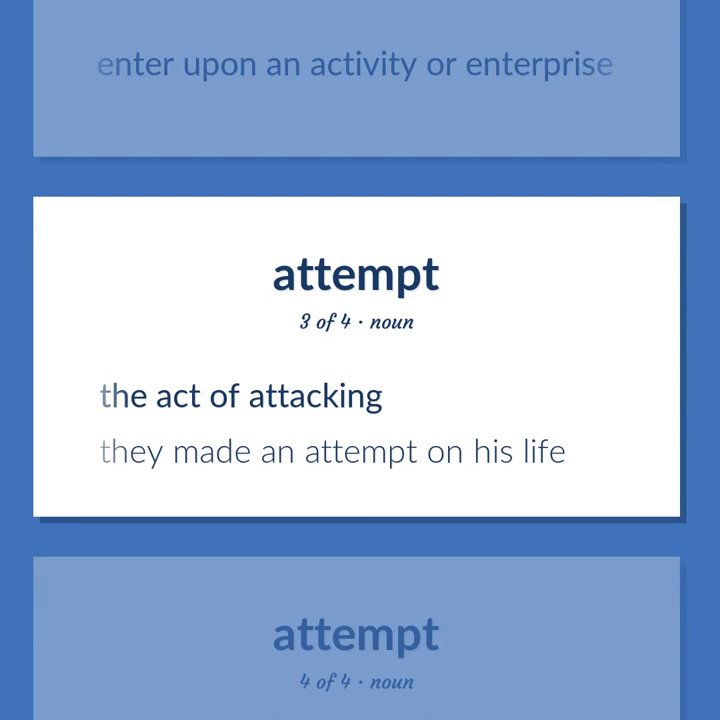 enter upon an activity or enterprise
attempt
3 of 4 · noun
the act of attacking
they made an attempt on his life
attempt
4 of 4 · noun